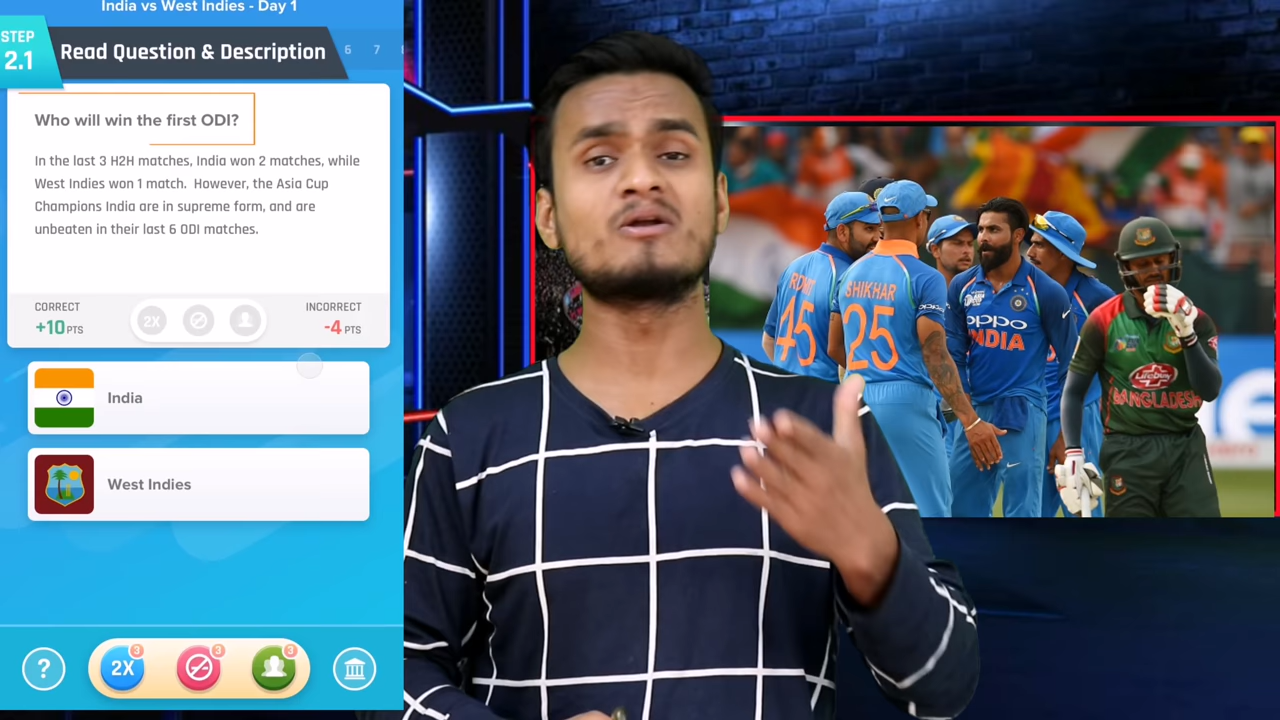 India vs West Indies - Day 1
STEP
2.1
Read Question & Description
6 7
Who will win the first ODI?
In the last 3 H2H matches, India won 2 matches, while
West Indies won 1 match. However, the Asia Cup
Champions India are in supreme form, and are
unbeaten in their last 6 ODI matches.
CORRECT
+10 PTS
2X
INCORRECT
-4 PTS
India
West Indies
?
2X
3
3
3
SHIKHAR
45
25
oppo
INDIA
LifeBuoy
BANGLADESH